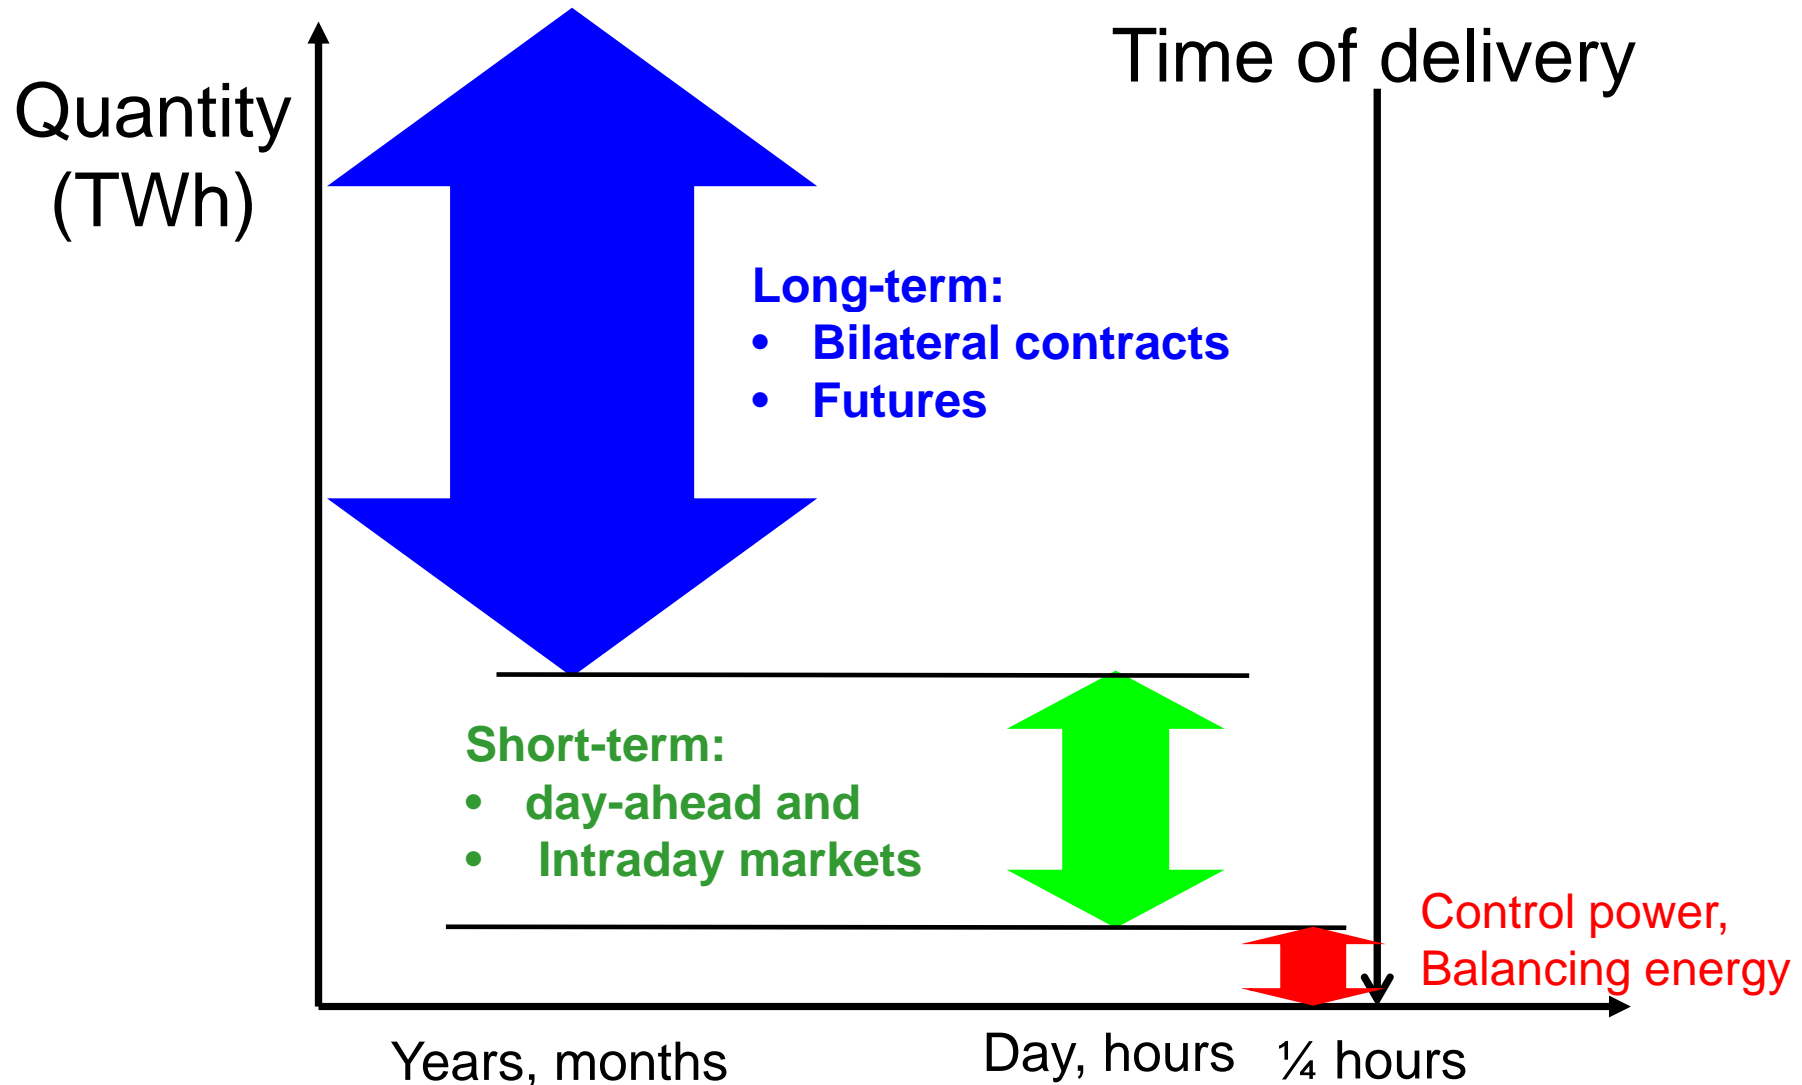 Quantity
(TWh)
Time of delivery
Long-term:
• Bilateral contracts
• Futures
Short-term:
• day-ahead and
• Intraday markets
Control power,
Balancing energy
Years, months
Day, hours
¼ hours